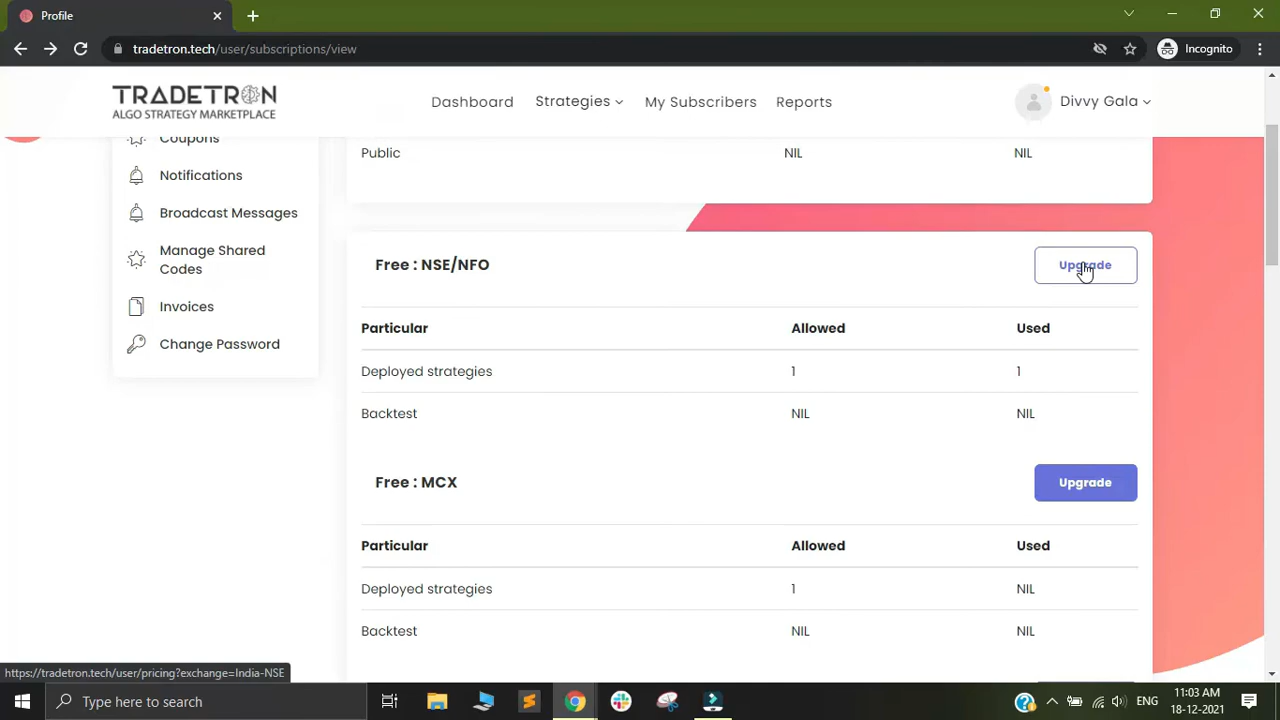 Profile
tradetron.tech/user/subscriptions/view
Incognito
TRADETRON
ALGO STRATEGY MARKETPLACE
Dashboard
Strategies
My Subscribers
Reports
Divvy Gala
Coupons
Notifications
Broadcast Messages
Manage Shared
Codes
Invoices
Change Password
Public NIL NIL
Free : NSE/NFO
Upgrade
Particular Allowed Used
Deployed strategies 1 1
Backtest NIL NIL
Free : MCX
Upgrade
Particular Allowed Used
Deployed strategies 1 NIL
Backtest NIL NIL
https://tradetron.tech/user/pricing?exchange=India-NSE
Type here to search
ENG
11:03 AM
18-12-2021